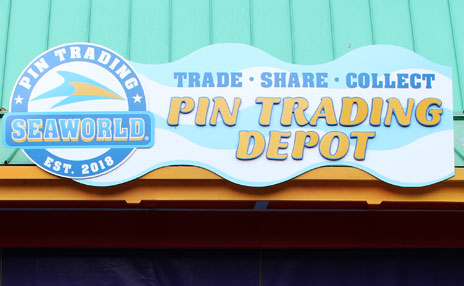 PIN TRADING
SEAWORLD®
EST. 2018
TRADE · SHARE · COLLECT
PIN TRADING
DEPOT